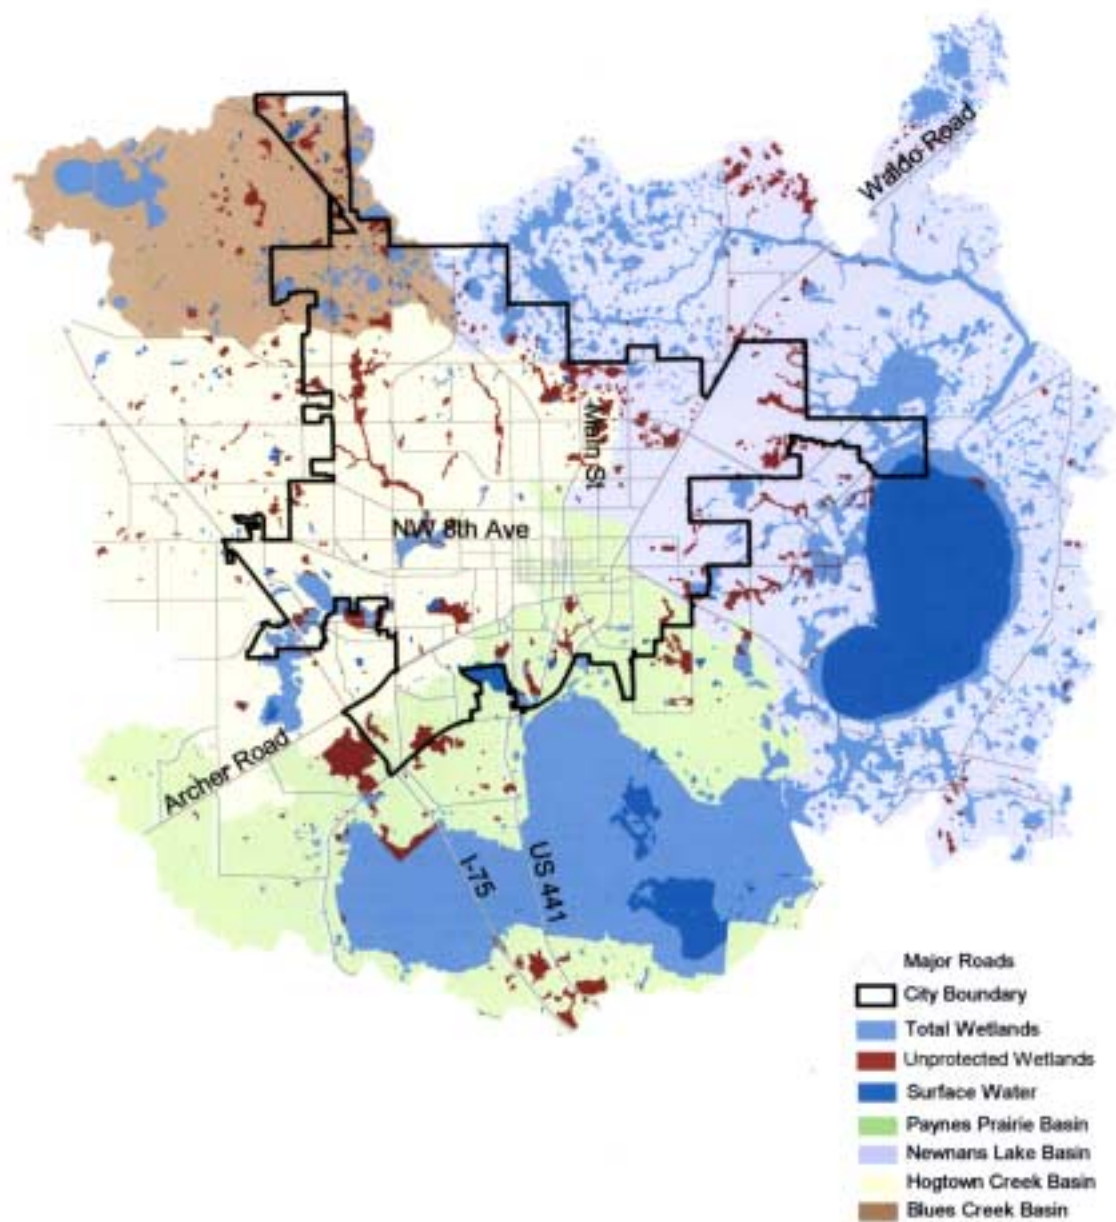 Waldo Road
Main St
NW 8th Ave
Archer Road
I-75
US 441
Major Roads
City Boundary
Total Wetlands
Unprotected Wetlands
Surface Water
Paynes Prairie Basin
Newnans Lake Basin
Hogtown Creek Basin
Blues Creek Basin